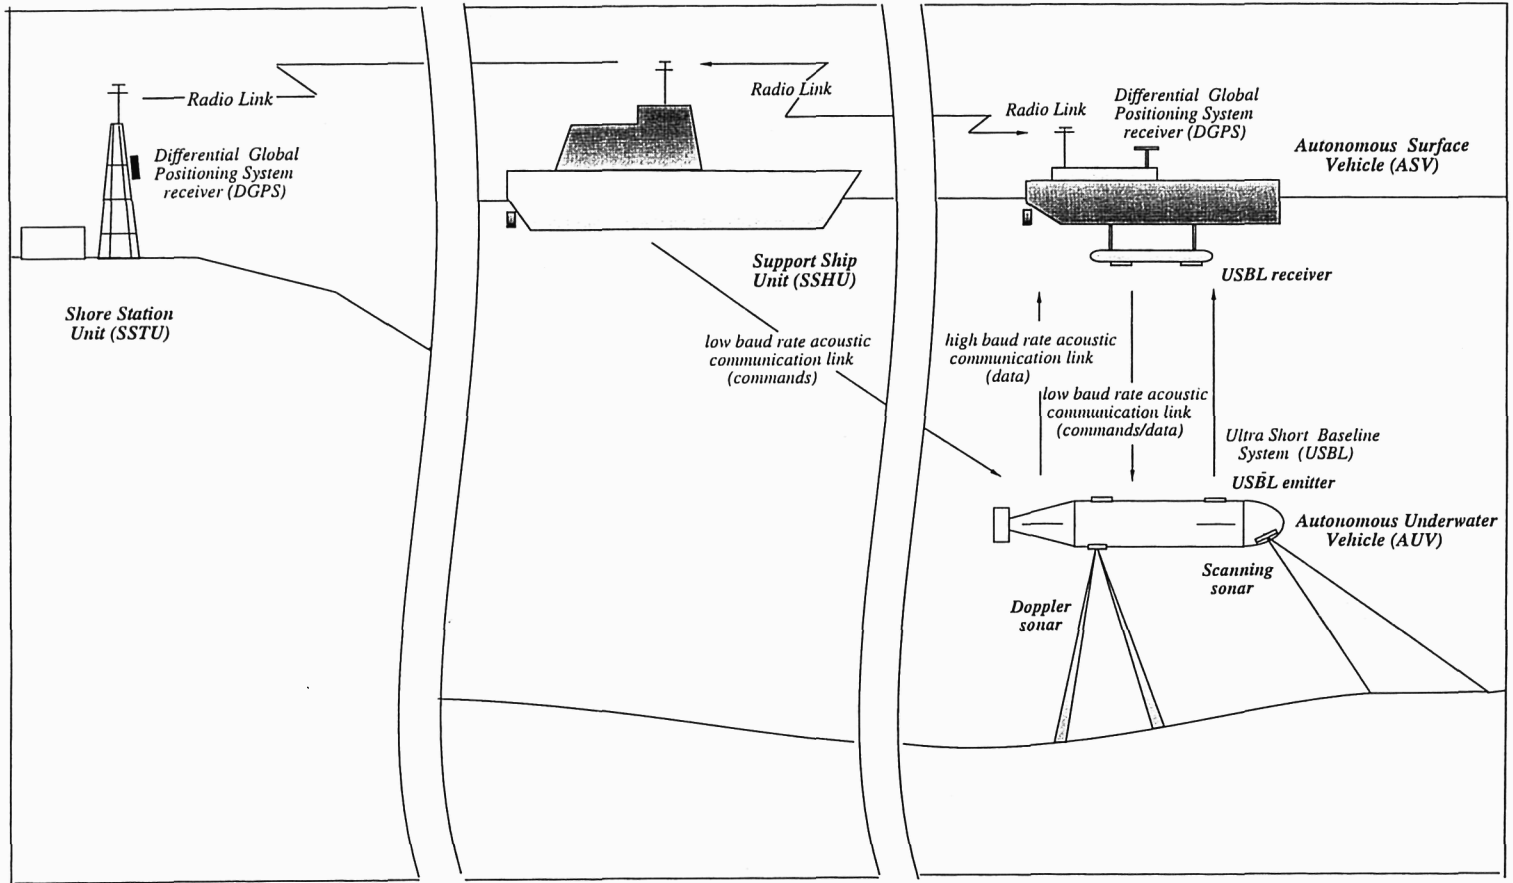 Radio Link
Differential Global
Positioning System
receiver (DGPS)
Shore Station
Unit (SSTU)
Radio Link
Support Ship
Unit (SSHU)
low baud rate acoustic
communication link
(commands)
Radio Link
Differential Global
Positioning System
receiver (DGPS)
Autonomous Surface
Vehicle (ASV)
USBL receiver
high baud rate acoustic
communication link
(data)
low baud rate acoustic
communication link
(commands/data)
Ultra Short Baseline
System (USBL)
USBL emitter
Autonomous Underwater
Vehicle (AUV)
Scanning
sonar
Doppler
sonar